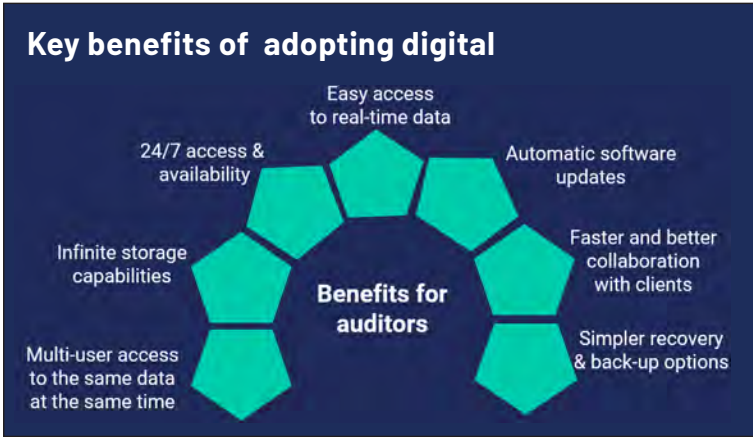 Key benefits of adopting digital
Easy access
to real-time data
24/7 access &
availability
Automatic software
updates
Infinite storage
capabilities
Faster and better
collaboration
with clients
Benefits for
auditors
Multi-user access
to the same data
at the same time
Simpler recovery
& back-up options